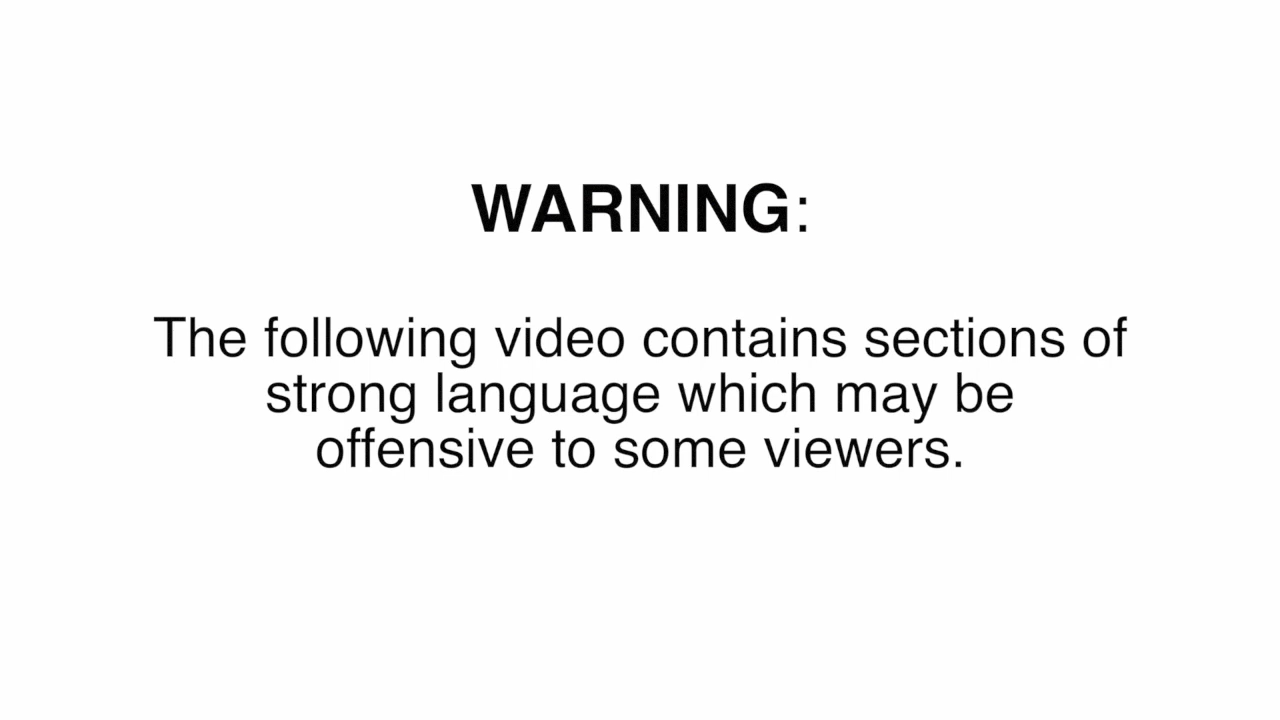 WARNING:
The following video contains sections of
strong language which may be
offensive to some viewers.